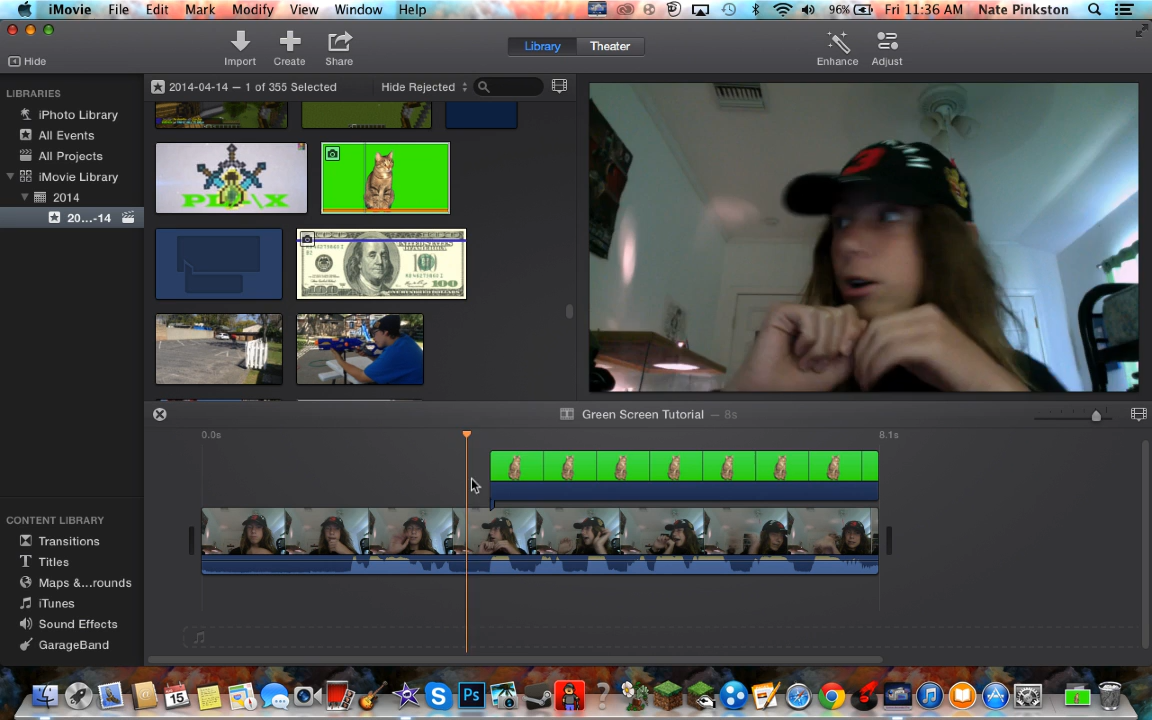 iMovie File Edit Mark Modify View Window Help 96% Fri 11:36 AM Nate Pinkston
Hide Import Create Share Library Theater Enhance Adjust
LIBRARIES
iPhoto Library
All Events
All Projects
iMovie Library
2014
20...-14
2014-04-14 — 1 of 355 Selected Hide Rejected
100
Green Screen Tutorial — 8s
0.0s 8.1s
CONTENT LIBRARY
Transitions
T Titles
Maps &...rounds
iTunes
Sound Effects
GarageBand
15
S
Ps
?